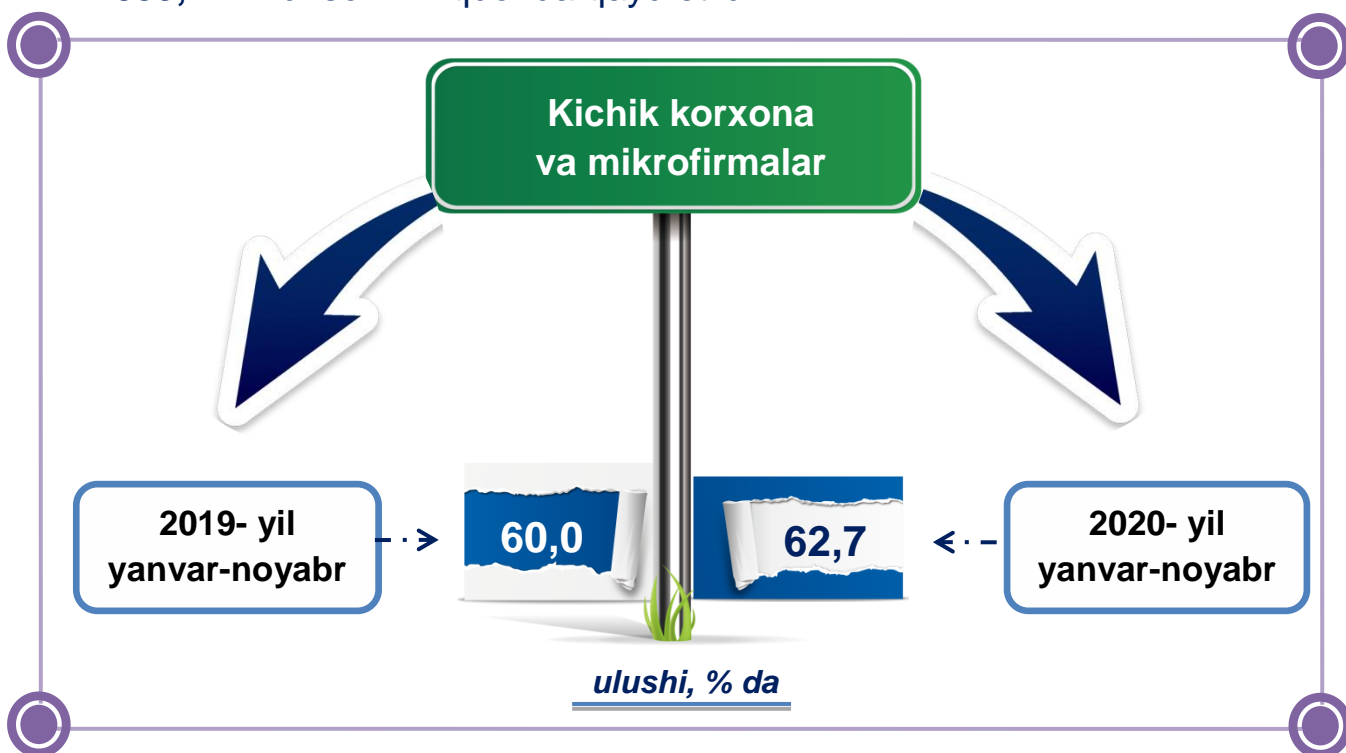 Kichik korxona
va mikrofirmalar
2019- yil
yanvar-noyabr
60,0
62,7
2020- yil
yanvar-noyabr
ulushi, % da